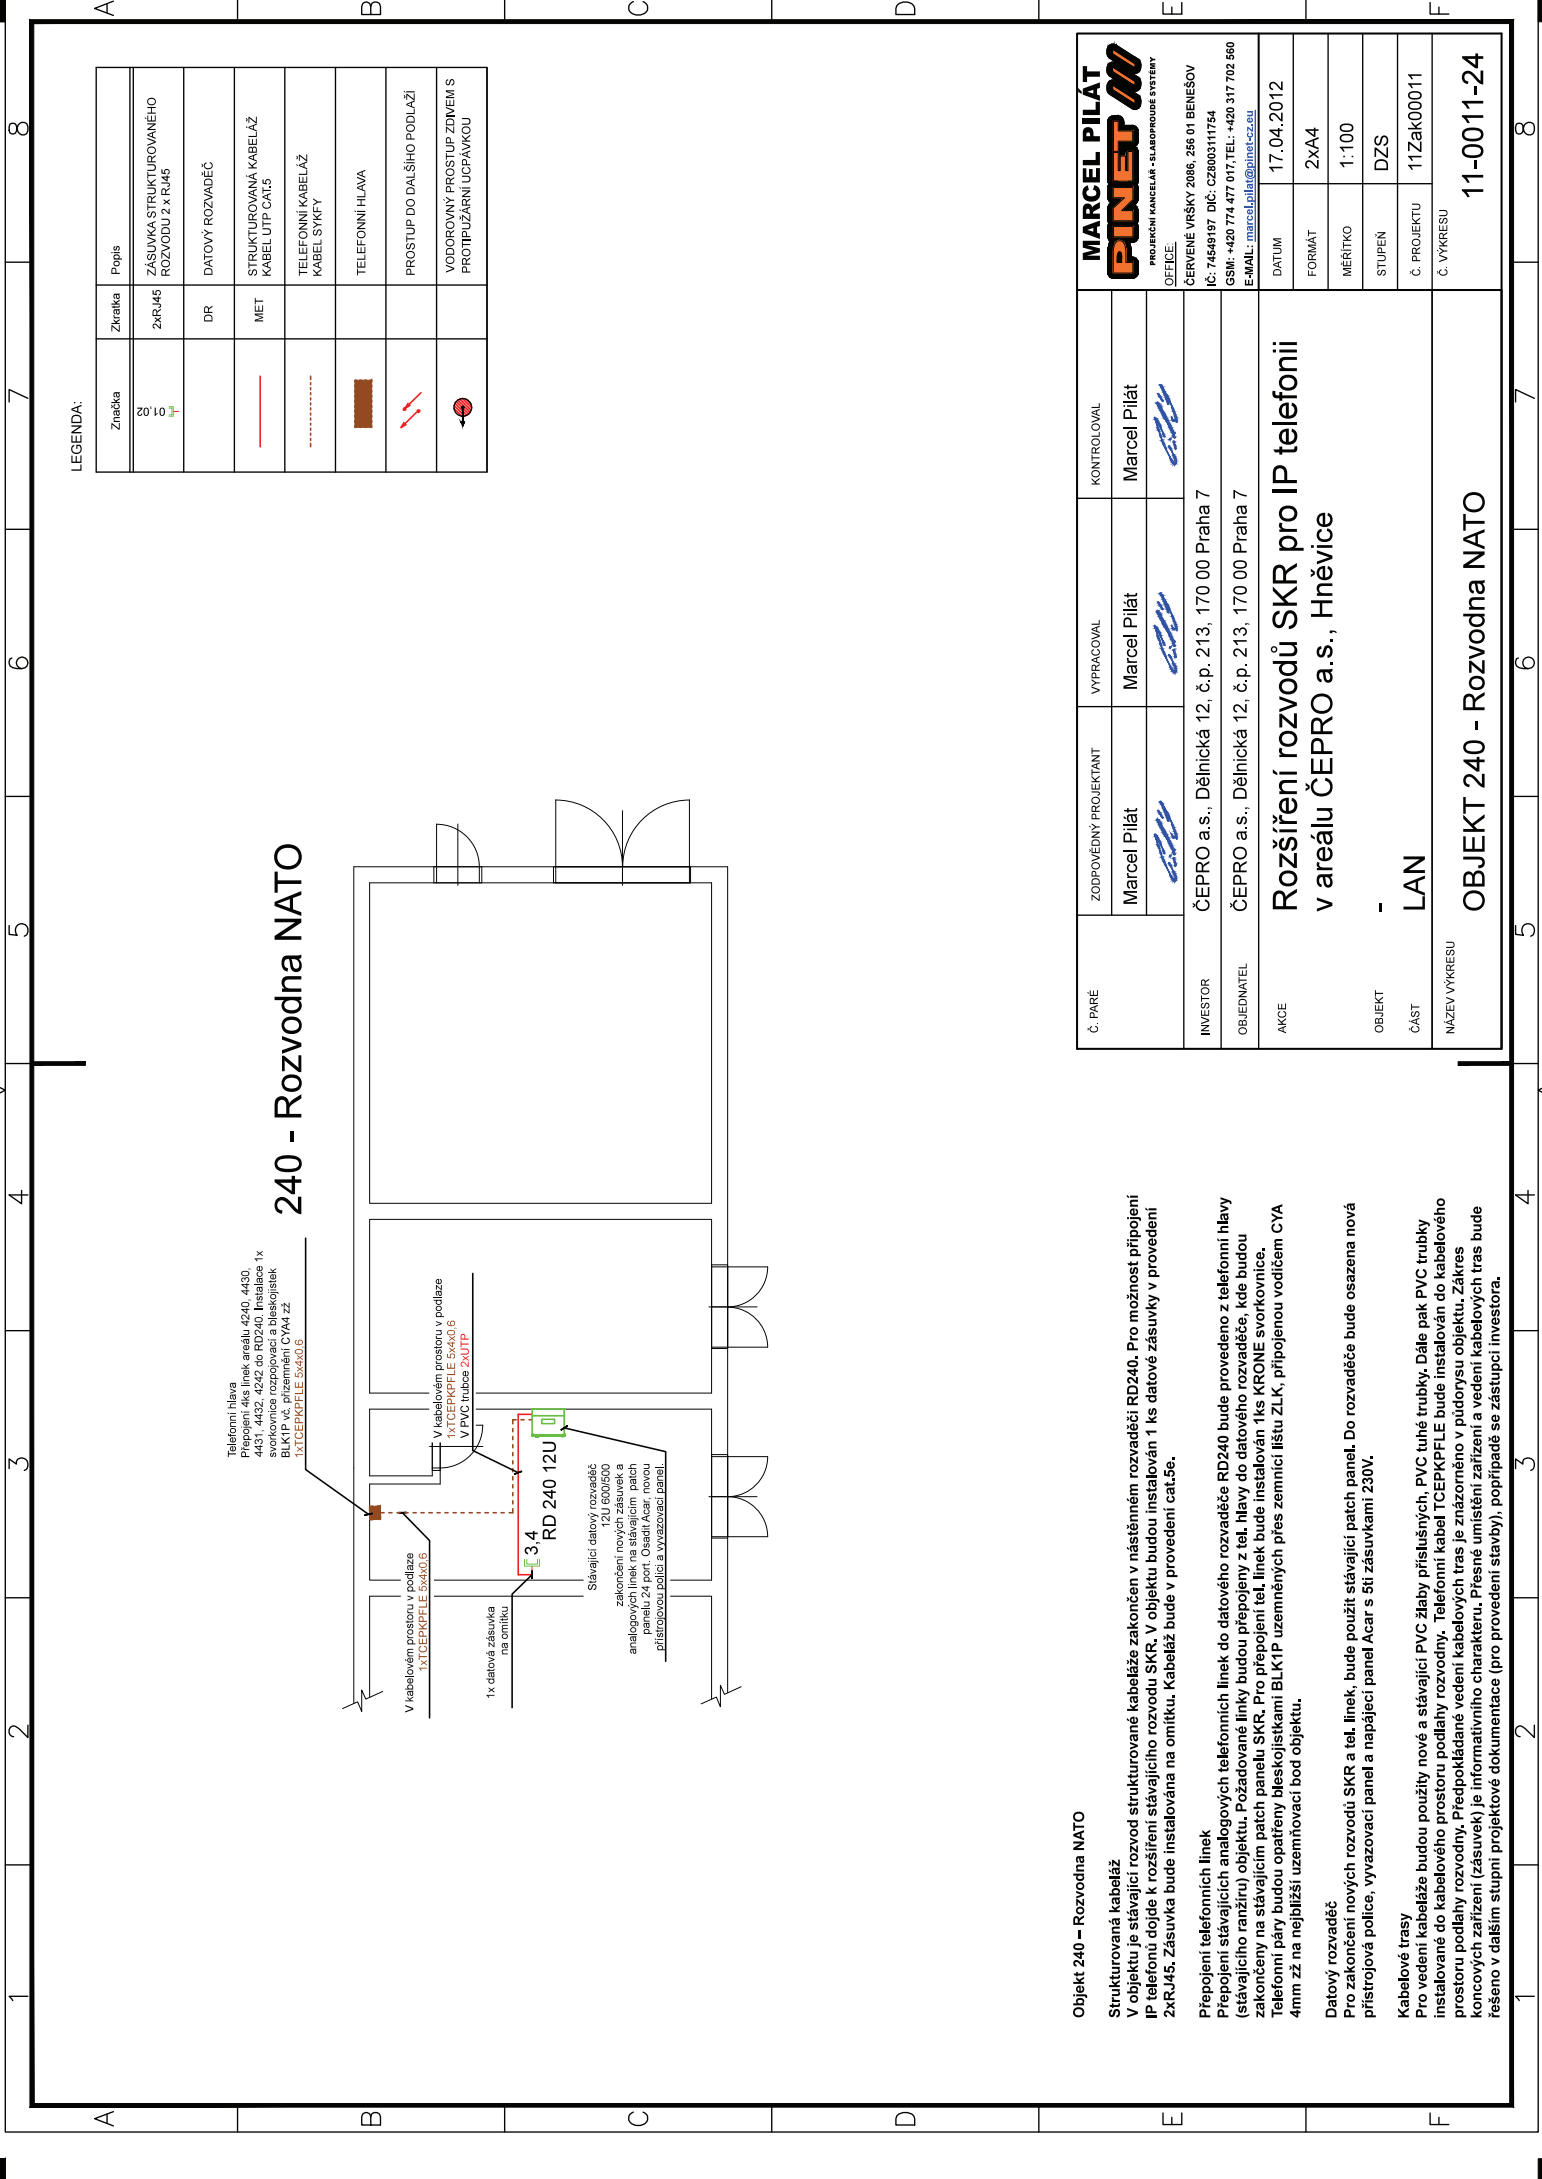 LEGENDA:
Značka Zkratka Popis
01,02 2xRJ45 ZÁSUVKA STRUKTUROVANÉHO
ROZVODU 2 x RJ45
DR DATOVÝ ROZVADĚČ
MET STRUKTUROVANÁ KABELÁŽ
KABEL UTP CAT.5
TELEFONNÍ KABELÁŽ
KABEL SYKFY
TELEFONNÍ HLAVA
PROSTUP DO DALŠÍHO PODLAŽÍ
VODOROVNÝ PROSTUP ZDIVEM S
PROTIPUŽÁRNÍ UCPÁVKOU
240 - Rozvodna NATO
Telefonní hlava
Přepojení 4ks linek areálu 4240, 4430,
4431, 4432, 4242 do RD240. Instalace 1x
svorkovnice rozpojovací a bleskojistek
BLK1P vč. přizemnění CYA4 zž
1xTCEPKPFLE 5x4x0,6
V kabelovém prostoru v podlaze
1xTCEPKPFLE 5x4x0,6
V PVC trubce 2xUTP
V kabelovém prostoru v podlaze
1xTCEPKPFLE 5x4x0,6
3,4
RD 240 12U
1x datová zásuvka
na omítku
Stávající datový rozvaděč
12U 600/500
zakončení nových zásuvek a
analogových linek na stávajícím patch
panelu 24 port. Osadit Acar, novou
přístrojovou polici a vyvazovací panel.
Objekt 240 – Rozvodna NATO
Strukturovaná kabeláž
V objektu je stávající rozvod strukturované kabeláže zakončen v nástěnném rozvaděči RD240. Pro možnost připojení
IP telefonů dojde k rozšíření stávajícího rozvodu SKR. V objektu budou instalován 1 ks datové zásuvky v provedení
2xRJ45. Zásuvka bude instalována na omítku. Kabeláž bude v provedení cat.5e.
Přepojení telefonních linek
Přepojení stávajících analogových telefonních linek do datového rozvaděče RD240 bude provedeno z telefonní hlavy
(stávajícího ranžíru) objektu. Požadované linky budou přepojeny z tel. hlavy do datového rozvaděče, kde budou
zakončeny na stávajícím patch panelu SKR. Pro přepojení tel. linek bude instalován 1ks KRONE svorkovnice.
Telefonní páry budou opatřeny bleskojistkami BLK1P uzemněných přes zemnící lištu ZLK, připojenou vodičem CYA
4mm zž na nejbližší uzemňovací bod objektu.
Datový rozvaděč
Pro zakončení nových rozvodů SKR a tel. linek, bude použit stávající patch panel. Do rozvaděče bude osazena nová
přístrojová police, vyvazovací panel a napájecí panel Acar s 5ti zásuvkami 230V.
Kabelové trasy
Pro vedení kabeláže budou použity nové a stávající PVC žlaby příslušných, PVC tuhé trubky. Dále pak PVC trubky
instalované do kabelového prostoru podlahy rozvodny. Telefonní kabel TCEPKPFLE bude instalován do kabelového
prostoru podlahy rozvodny. Předpokládané vedení kabelových tras je znázorněno v půdorysu objektu. Zákres
koncových zařízení (zásuvek) je informativního charakteru. Přesné umístění zařízení a vedení kabelových tras bude
řešeno v dalším stupni projektové dokumentace (pro provedení stavby), popřípadě se zástupci investora.
Č. PARÉ ZODPOVĚDNÝ PROJEKTANT VYPRACOVAL KONTROLOVAL
Marcel Pilát Marcel Pilát Marcel Pilát
INVESTOR ČEPRO a.s., Dělnická 12, č.p. 213, 170 00 Praha 7
OBJEDNATEL ČEPRO a.s., Dělnická 12, č.p. 213, 170 00 Praha 7
AKCE Rozšíření rozvodů SKR pro IP telefonii
v areálu ČEPRO a.s., Hněvice
OBJEKT -
ČÁST LAN
NÁZEV VÝKRESU
OBJEKT 240 - Rozvodna NATO
MARCEL PILÁT
PINET
PROJEKČNÍ KANCELÁŘ - SLABOPROUDÉ SYSTÉMY
OFFICE:
ČERVENÉ VRŠKY 2086, 256 01 BENEŠOV
IČ: 74549197 DIČ: CZ8003111754
GSM: +420 774 477 017,TEL: +420 317 702 560
E-MAIL: marcel.pilat@pinet-cz.eu
DATUM 17.04.2012
FORMÁT 2xA4
MĚŘÍTKO 1:100
STUPEŇ DZS
Č. PROJEKTU 11Zak00011
Č. VÝKRESU
11-0011-24
1 2 3 4 5 6 7 8
1 2 3 4 5 6 7 8
A B C D E F
A B C D E F